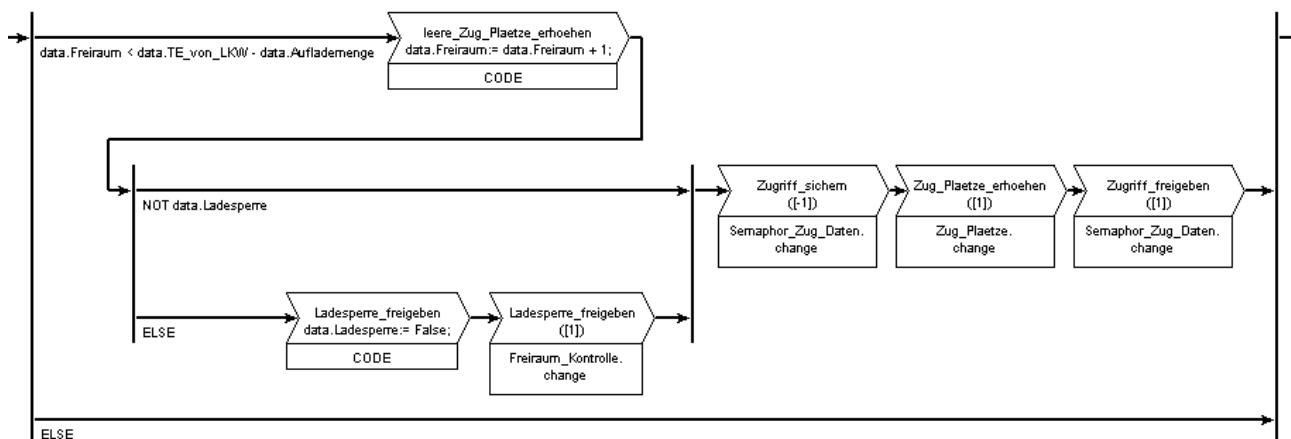 data.Freiraum < data.TE_von_LKW - data.Auflademenge
leere_Zug_Plaetze_erhoehen
data.Freiraum:= data.Freiraum + 1;
CODE
NOT data.Ladesperre
Zugriff_sichern
([-1])
Semaphor_Zug_Daten.
change
Zug_Plaetze_erhoehen
([1])
Zug_Plaetze.
change
Zugriff_freigeben
([1])
Semaphor_Zug_Daten.
change
ELSE
Ladesperre_freigeben
data.Ladesperre:= False;
CODE
Ladesperre_freigeben
([1])
Freiraum_Kontrolle.
change
ELSE